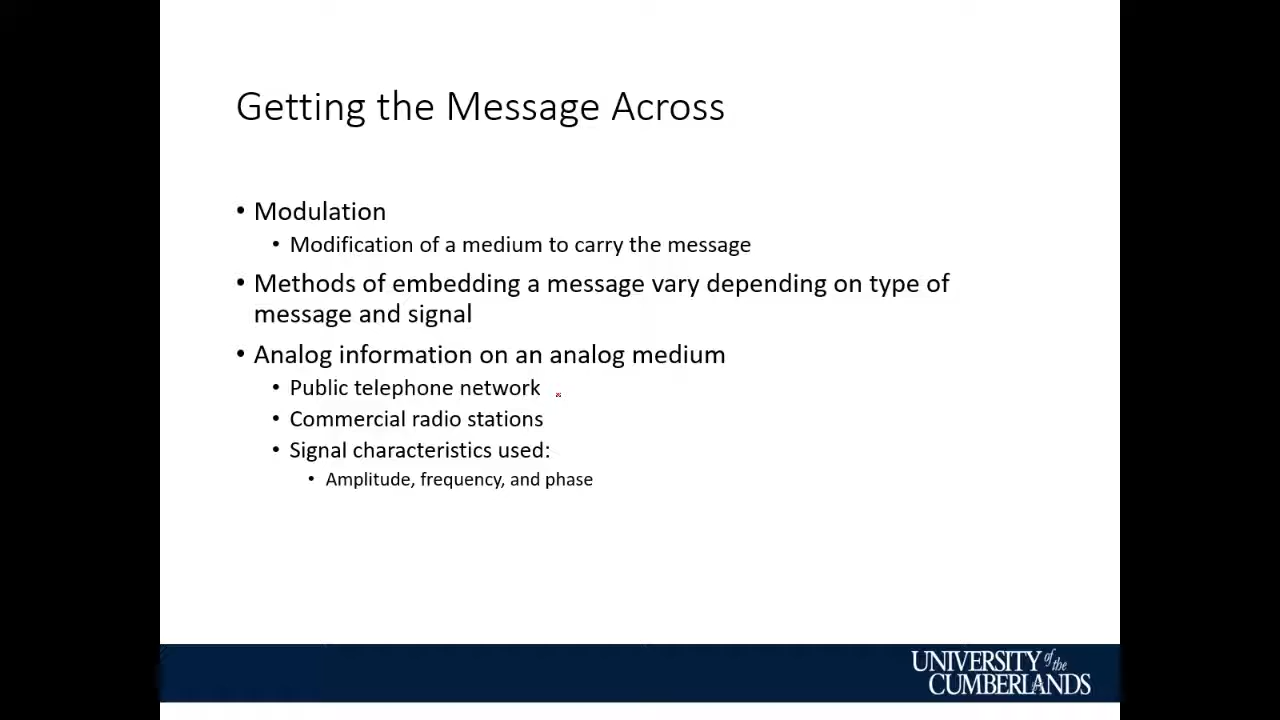 Getting the Message Across
• Modulation
• Modification of a medium to carry the message
• Methods of embedding a message vary depending on type of
message and signal
• Analog information on an analog medium
• Public telephone network
• Commercial radio stations
• Signal characteristics used:
• Amplitude, frequency, and phase
UNIVERSITY of the
CUMBERLANDS